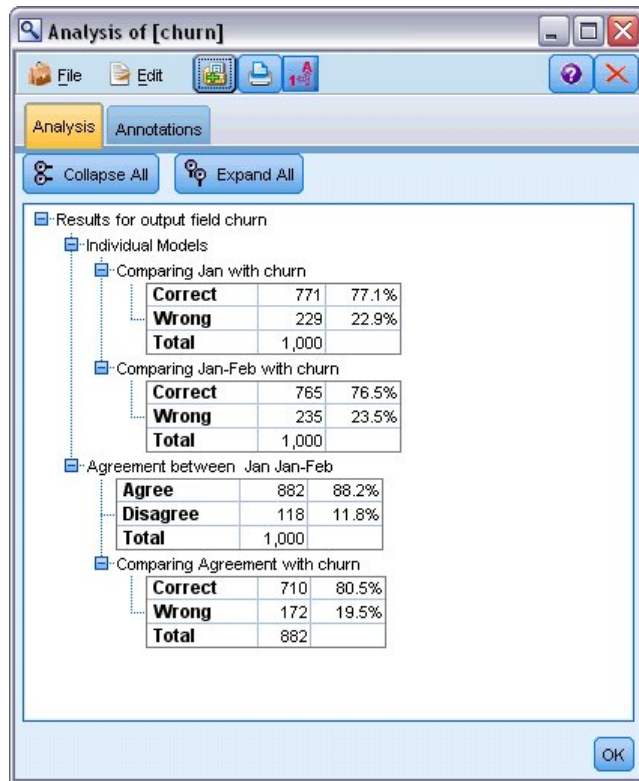 Analysis of [churn]
File Edit
Analysis Annotations
Collapse All Expand All
Results for output field churn
Individual Models
Comparing Jan with churn
Correct 771 77.1%
Wrong 229 22.9%
Total 1,000
Comparing Jan-Feb with churn
Correct 765 76.5%
Wrong 235 23.5%
Total 1,000
Agreement between Jan Jan-Feb
Agree 882 88.2%
Disagree 118 11.8%
Total 1,000
Comparing Agreement with churn
Correct 710 80.5%
Wrong 172 19.5%
Total 882
OK